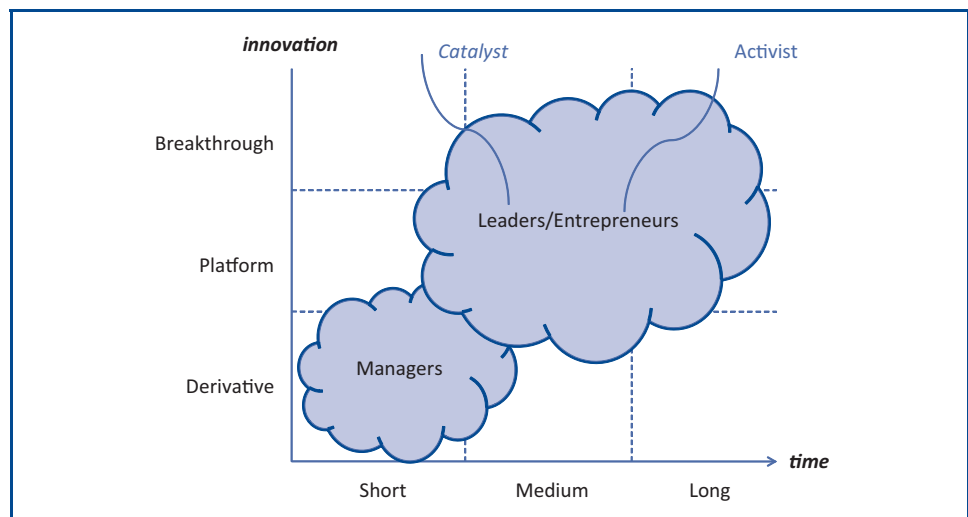 innovation
Catalyst
Activist
Breakthrough
Leaders/Entrepreneurs
Platform
Managers
Derivative
time
Short
Medium
Long